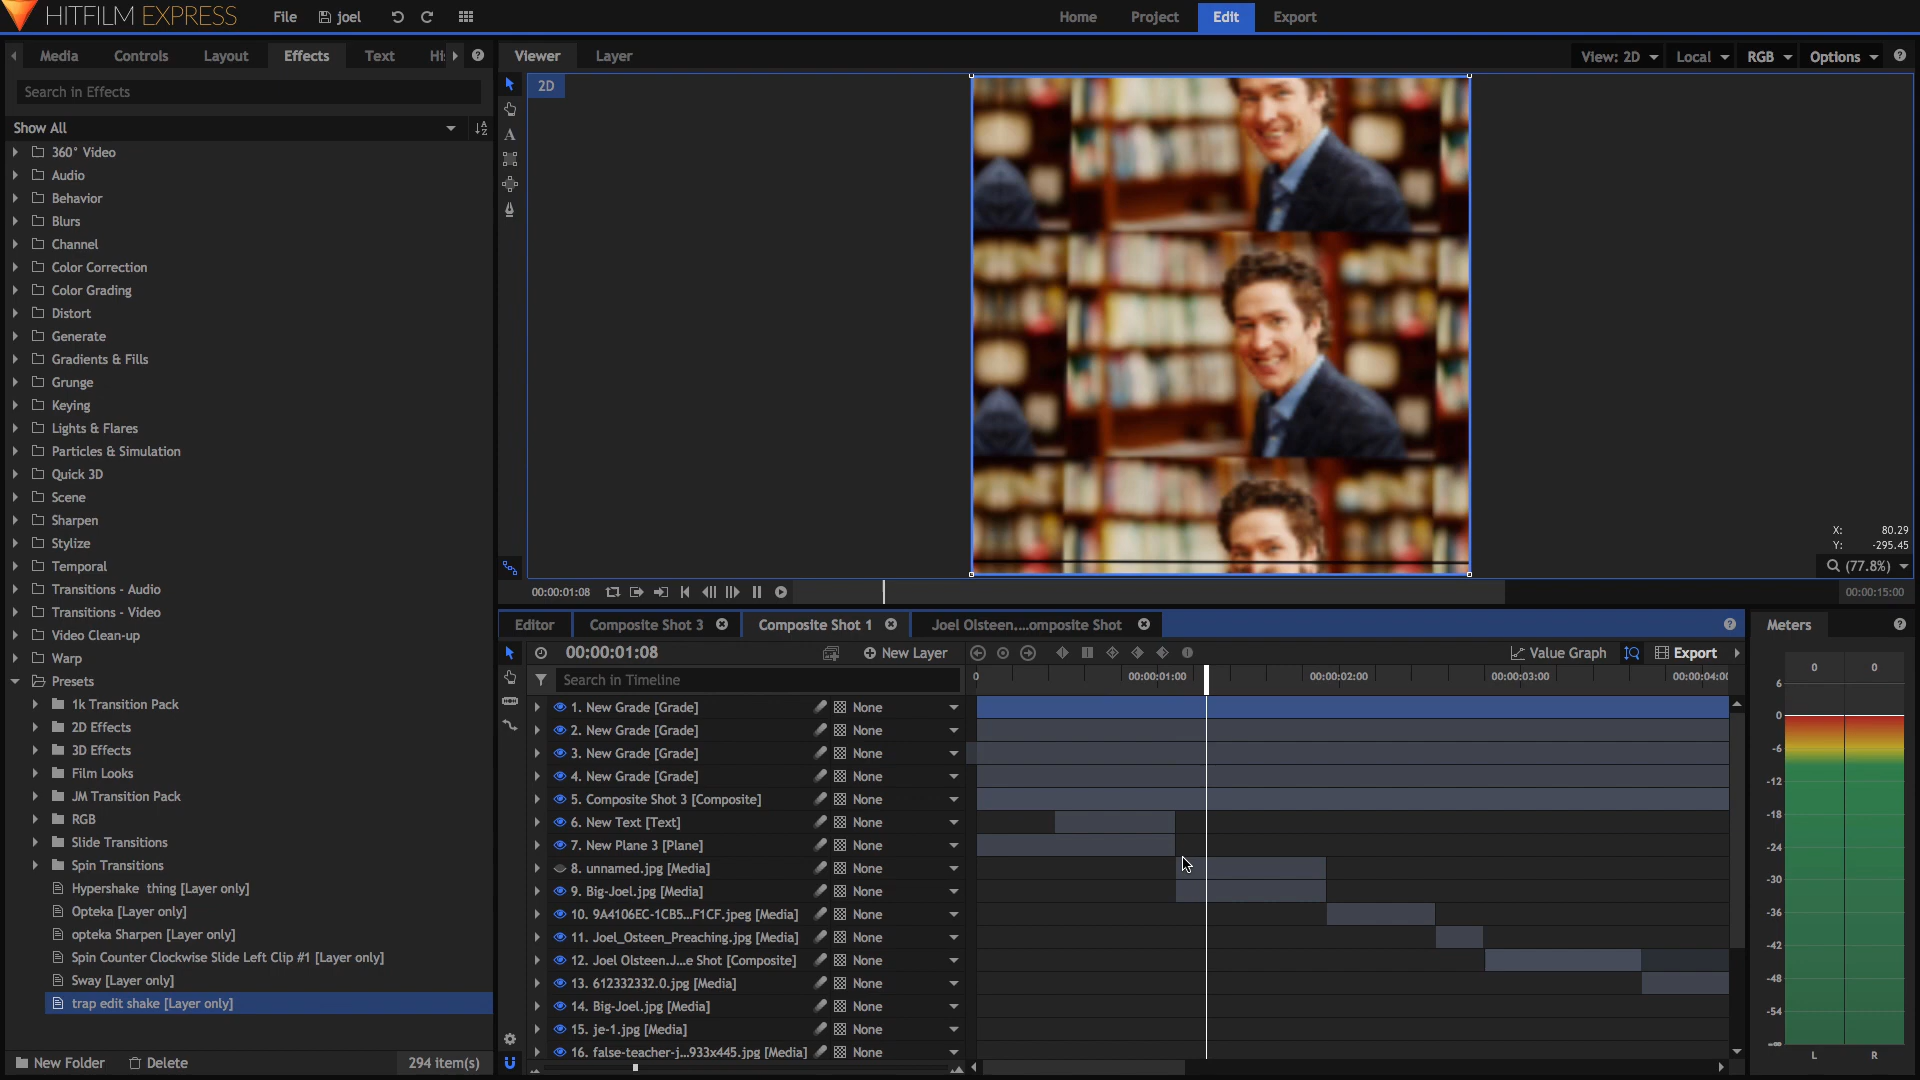 HITFILM EXPRESS
File
joel
Home
Project
Edit
Export
Media
Controls
Layout
Effects
Text
Viewer
Layer
View: 2D
Local
RGB
Options
Search in Effects
2D
Show All
360° Video
Audio
Behavior
Blurs
Channel
Color Correction
Color Grading
Distort
Generate
Gradients & Fills
Grunge
Keying
Lights & Flares
Particles & Simulation
Quick 3D
Scene
Sharpen
Stylize
Temporal
Transitions - Audio
Transitions - Video
Video Clean-up
Warp
Presets
1k Transition Pack
2D Effects
3D Effects
Film Looks
JM Transition Pack
RGB
Slide Transitions
Spin Transitions
Hypershake thing [Layer only]
Opteka [Layer only]
opteka Sharpen [Layer only]
Spin Counter Clockwise Slide Left Clip #1 [Layer only]
Sway [Layer only]
trap edit shake [Layer only]
New Folder
Delete
294 item(s)
X: 80.29
Y: -295.45
(77.8%)
00:00:01:08
00:00:15:00
Editor
Composite Shot 3
Composite Shot 1
Joel Olsteen....omposite Shot
Meters
00:00:01:08
New Layer
Value Graph
Export
Search in Timeline
0
00:00:01:00
00:00:02:00
00:00:03:00
00:00:04:0
1. New Grade [Grade] None
2. New Grade [Grade] None
3. New Grade [Grade] None
4. New Grade [Grade] None
5. Composite Shot 3 [Composite] None
6. New Text [Text] None
7. New Plane 3 [Plane] None
8. unnamed.jpg [Media] None
9. Big-Joel.jpg [Media] None
10. 9A4106EC-1CB5...F1CF.jpeg [Media] None
11. Joel_Osteen_Preaching.jpg [Media] None
12. Joel Olsteen.J...e Shot [Composite] None
13. 612332332.0.jpg [Media] None
14. Big-Joel.jpg [Media] None
15. je-1.jpg [Media] None
16. false-teacher-j...933x445.jpg [Media] None
0 0
6
0
-6
-12
-18
-24
-30
-36
-42
-48
-54
-∞
L R